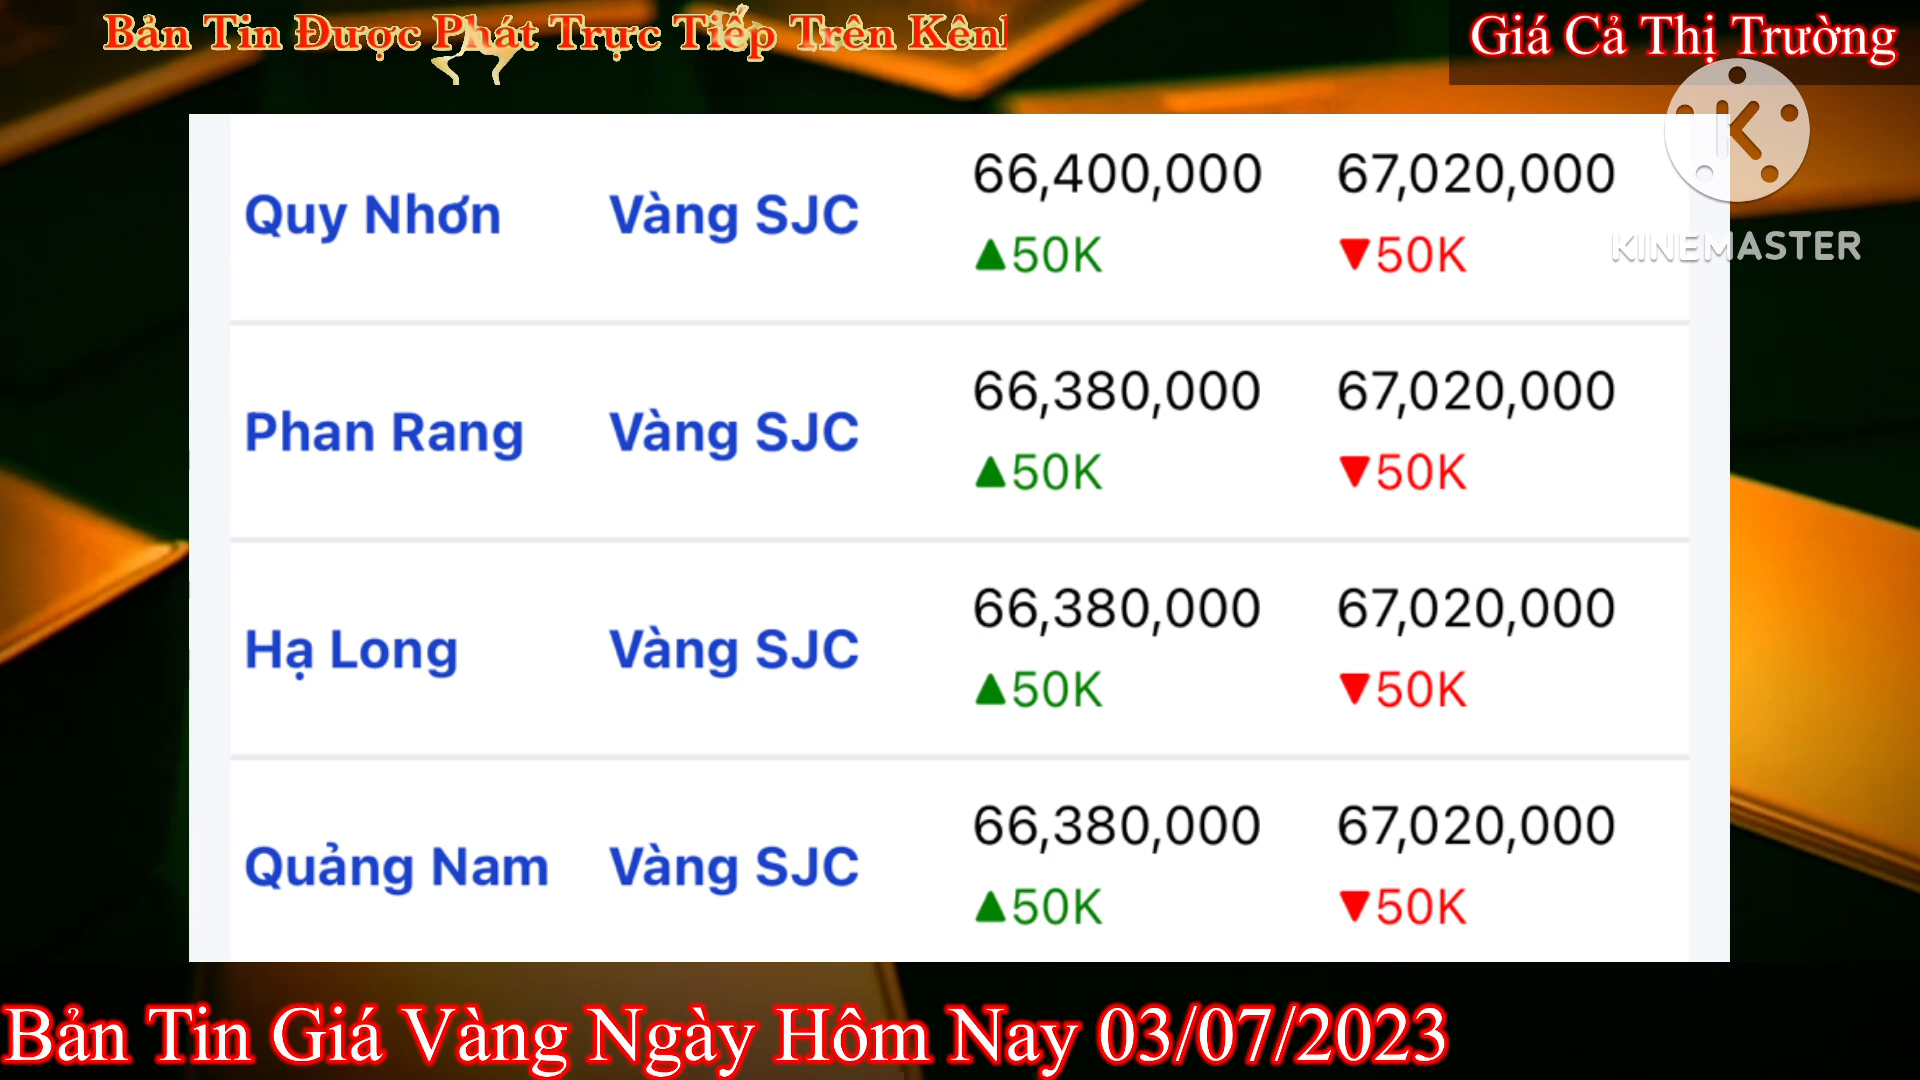 Bản Tin Được Phát Trực Tiếp Trên Kênh
Giá Cả Thị Trường
KINEMASTER
Quy Nhơn Vàng SJC 66,400,000 67,020,000
▲50K ▼50K
Phan Rang Vàng SJC 66,380,000 67,020,000
▲50K ▼50K
Hạ Long Vàng SJC 66,380,000 67,020,000
▲50K ▼50K
Quảng Nam Vàng SJC 66,380,000 67,020,000
▲50K ▼50K
Bản Tin Giá Vàng Ngày Hôm Nay 03/07/2023